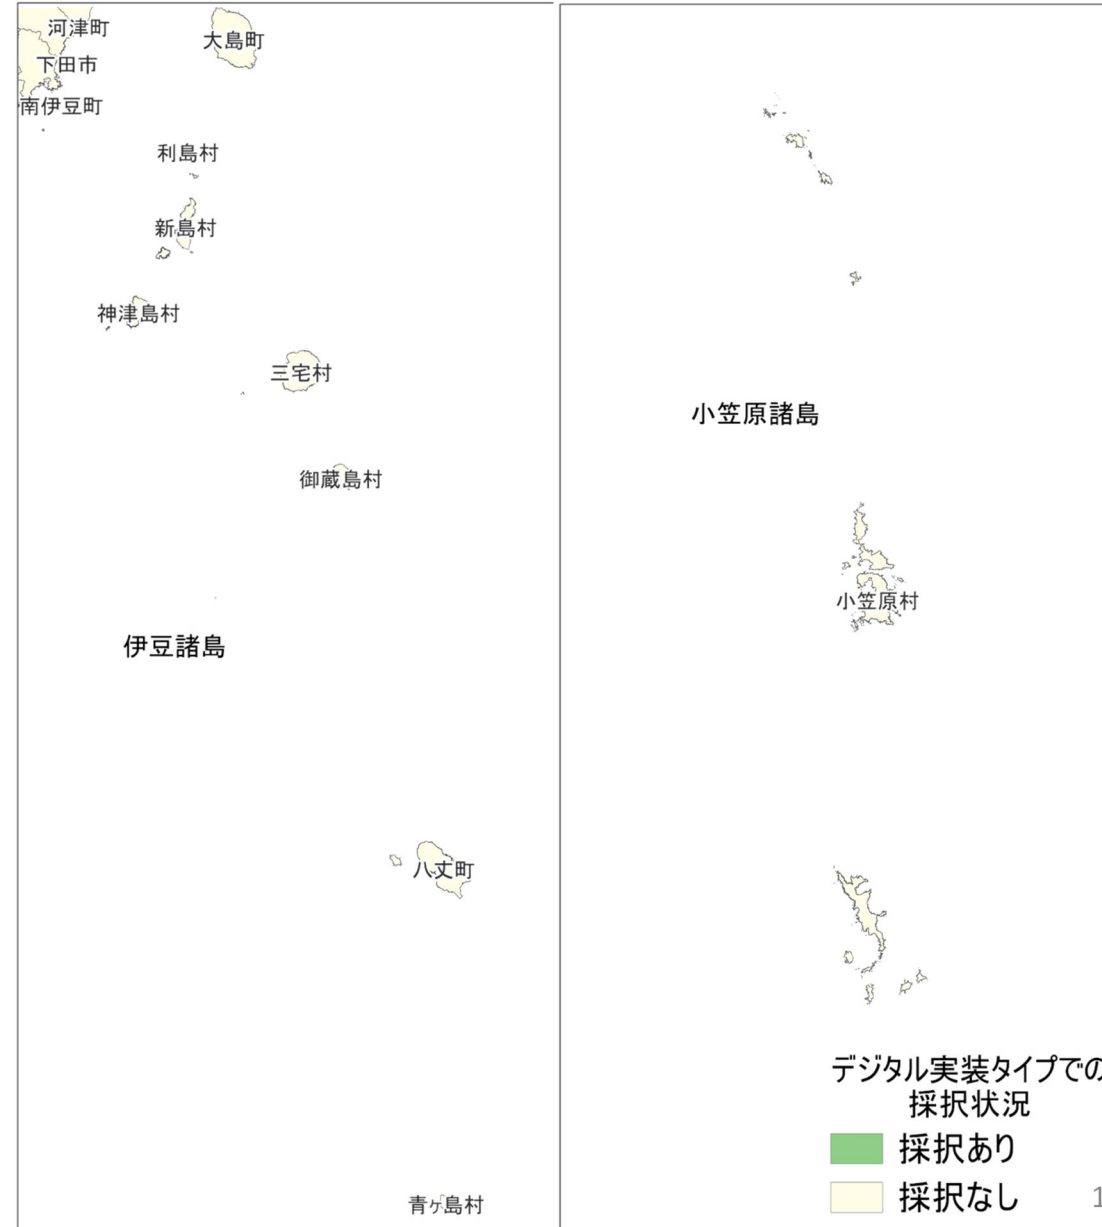 河津町
大島町
下田市
南伊豆町
利島村
新島村
神津島村
三宅村
御蔵島村
伊豆諸島
八丈町
青ヶ島村
小笠原諸島
小笠原村
デジタル実装タイプでの
採択状況
採択あり
採択なし
1